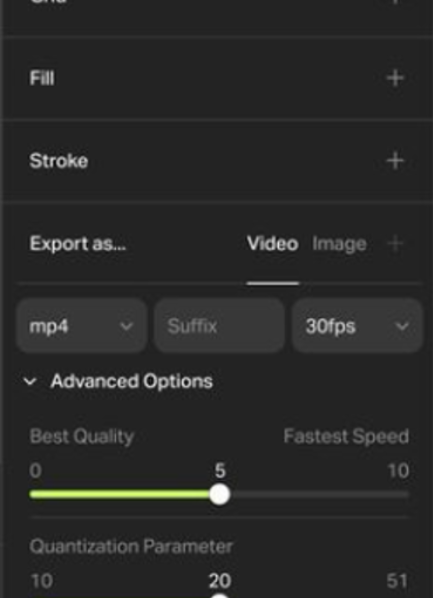 Grid
Fill
Stroke
Export as... Video Image
mp4 Suffix 30fps
Advanced Options
Best Quality Fastest Speed
0 5 10
Quantization Parameter
10 20 51